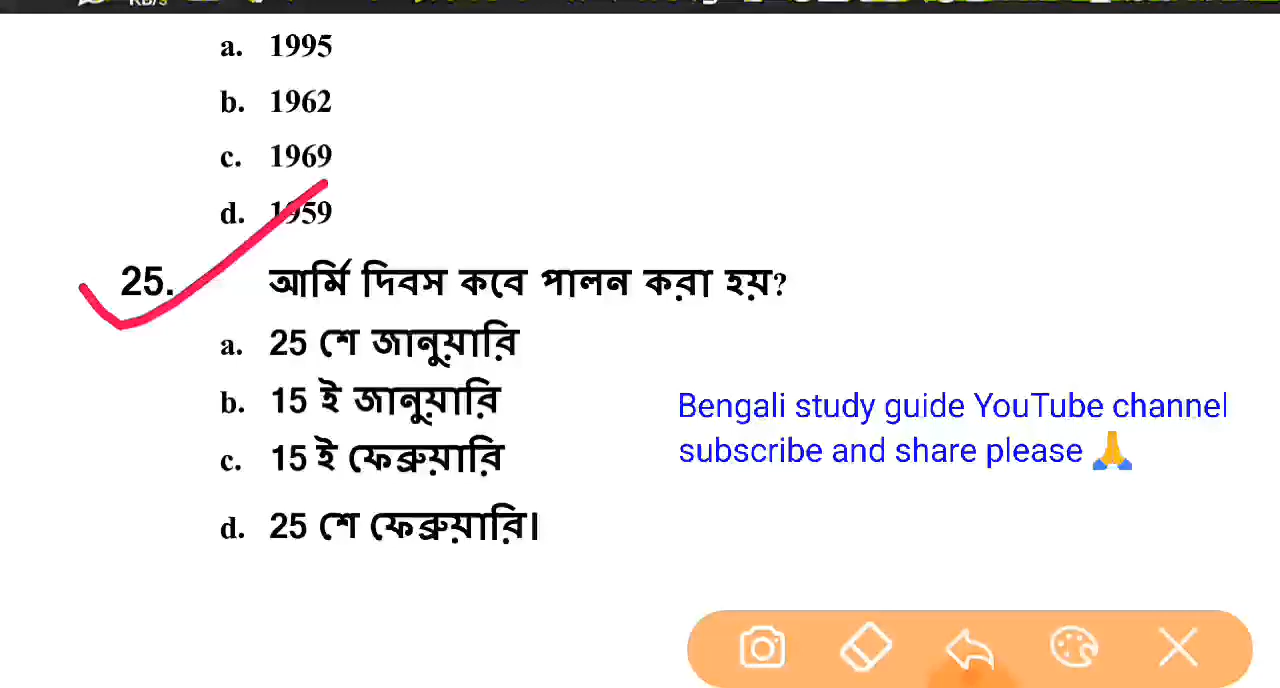 KB/s
a. 1995
b. 1962
c. 1969
d. 1959
25. আর্মি দিবস কবে পালন করা হয়?
a. 25 শে জানুয়ারি
b. 15 ই জানুয়ারি
c. 15 ই ফেব্রুয়ারি
d. 25 শে ফেব্রুয়ারি।
Bengali study guide YouTube channel
subscribe and share please 🙏